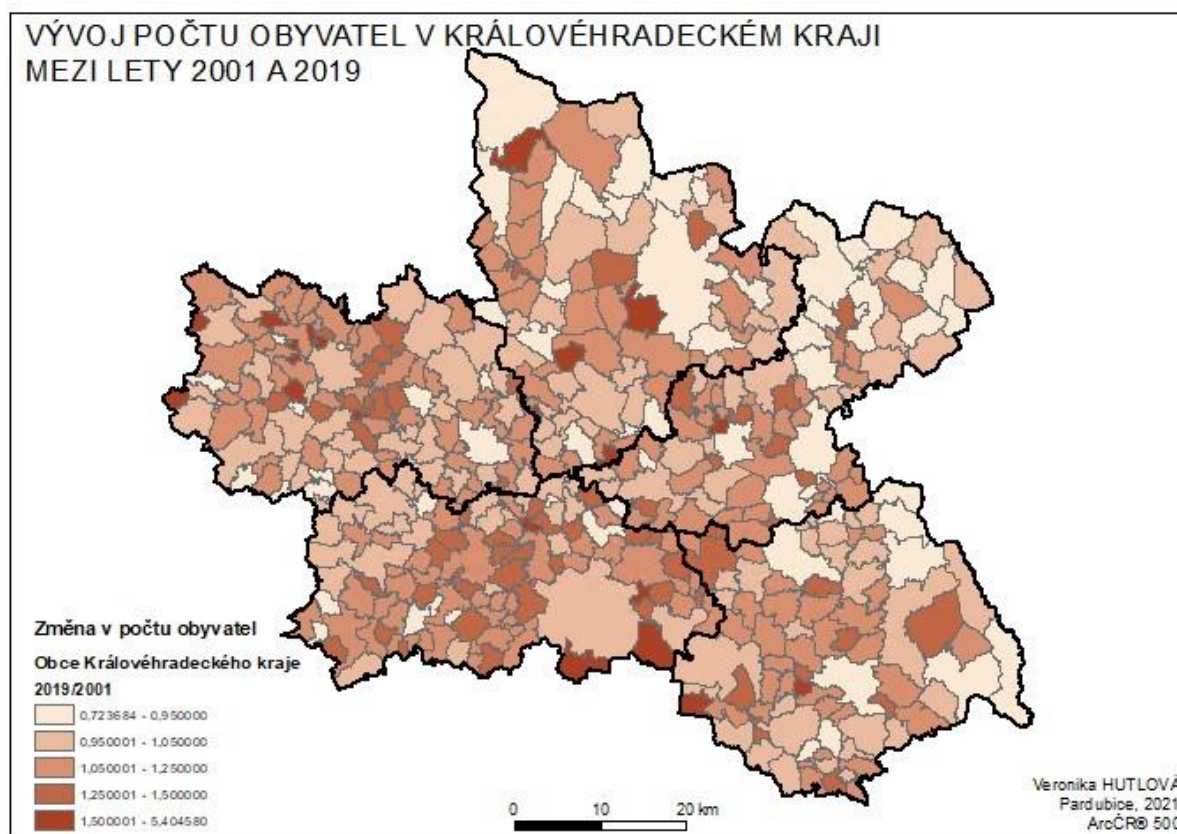 VÝVOJ POČTU OBYVATEL V KRÁLOVÉHRADECKÉM KRAJI
MEZI LETY 2001 A 2019
Změna v počtu obyvatel
Obce Královéhradeckého kraje
2019/2001
0,723684 - 0,950000
0,950001 - 1,050000
1,050001 - 1,250000
1,250001 - 1,500000
1,500001 - 5,404580
0 10 20 km
Veronika HUTLOVÁ
Pardubice, 2021
ArcČR® 500